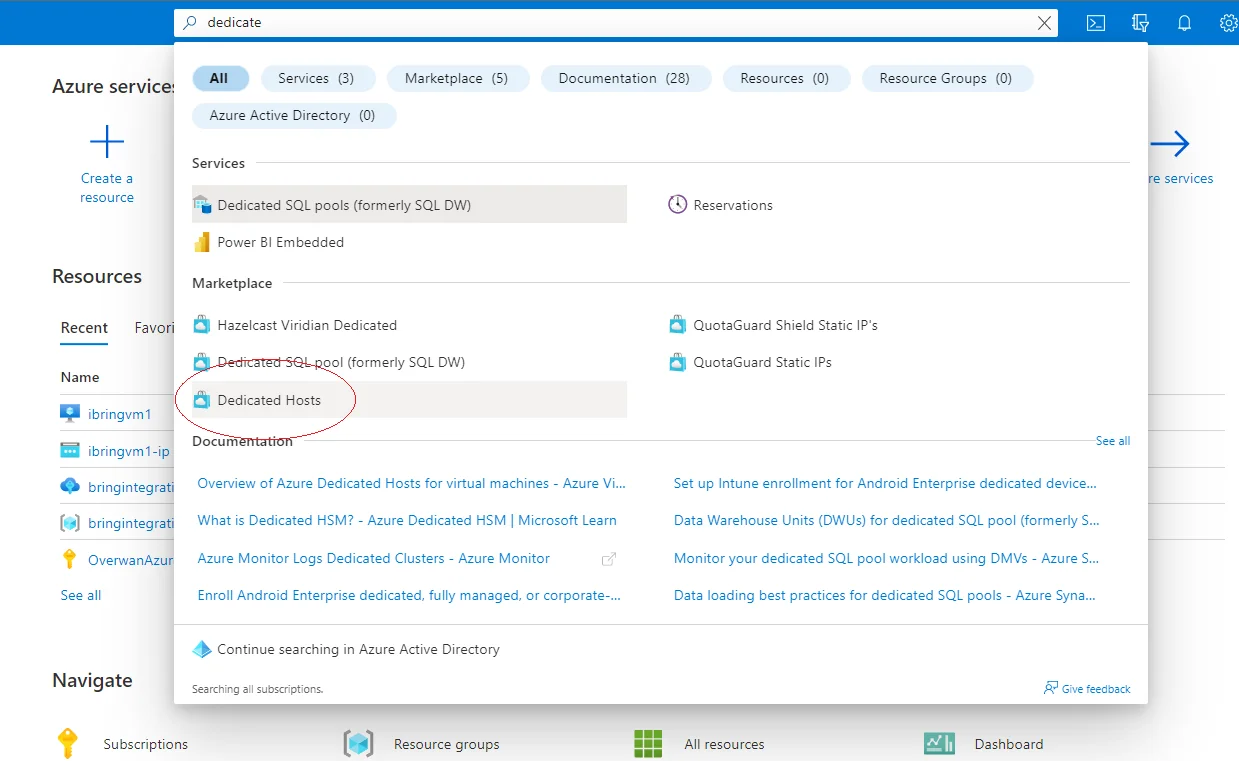 dedicate
Azure services
All
Services (3)
Marketplace (5)
Documentation (28)
Resources (0)
Resource Groups (0)
Azure Active Directory (0)
Create a
resource
re services
Services
Dedicated SQL pools (formerly SQL DW)
Reservations
Power BI Embedded
Resources
Marketplace
Recent
Favori
Hazelcast Viridian Dedicated
QuotaGuard Shield Static IP's
Dedicated SQL pool (formerly SQL DW)
QuotaGuard Static IPs
Name
Dedicated Hosts
ibringvm1
Documentation
See all
ibringvm1-ip
Overview of Azure Dedicated Hosts for virtual machines - Azure Vi...
Set up Intune enrollment for Android Enterprise dedicated device...
bringintegrati
What is Dedicated HSM? - Azure Dedicated HSM | Microsoft Learn
Data Warehouse Units (DWUs) for dedicated SQL pool (formerly S...
bringintegrati
Azure Monitor Logs Dedicated Clusters - Azure Monitor
Monitor your dedicated SQL pool workload using DMVs - Azure S...
OverwanAzur
Enroll Android Enterprise dedicated, fully managed, or corporate-...
Data loading best practices for dedicated SQL pools - Azure Syna...
See all
Continue searching in Azure Active Directory
Searching all subscriptions.
Give feedback
Navigate
Subscriptions
Resource groups
All resources
Dashboard